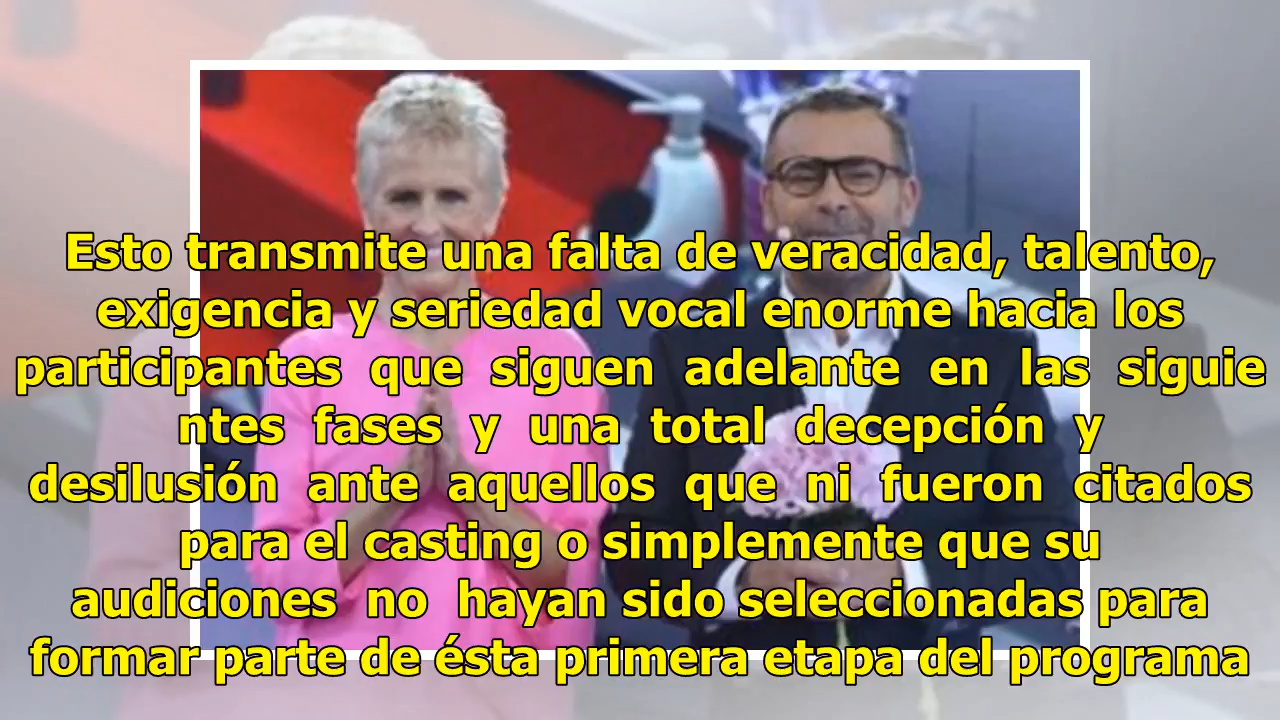 Esto transmite una falta de veracidad, talento,
exigencia y seriedad vocal enorme hacia los
participantes que siguen adelante en las siguie
ntes fases y una total decepción y
desilusión ante aquellos que ni fueron citados
para el casting o simplemente que su
audiciones no hayan sido seleccionadas para
formar parte de ésta primera etapa del programa